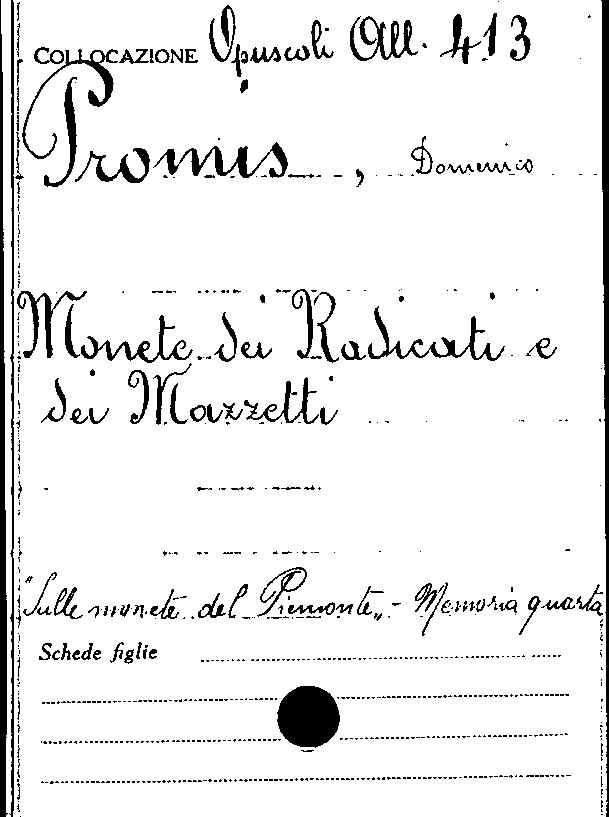 COLLOCAZIONE Opuscoli All. 413
Promis, Domenico
Monete dei Radicati e
dei Mazzetti
"Sulle monete del Piemonte„ - Memoria quarta
Schede figlie